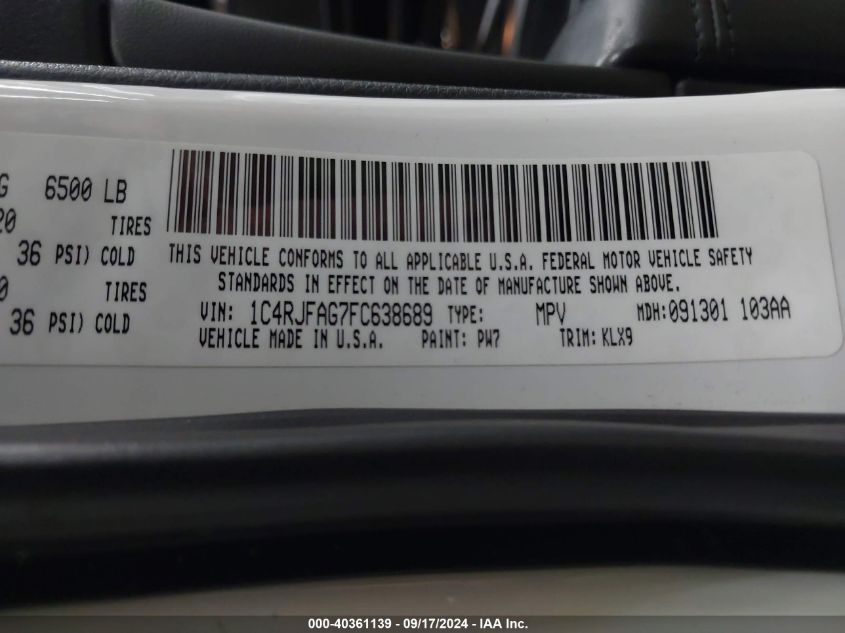 G 6500 LB
20 TIRES
36 PSI) COLD
0 TIRES
36 PSI) COLD
THIS VEHICLE CONFORMS TO ALL APPLICABLE U.S.A. FEDERAL MOTOR VEHICLE SAFETY
STANDARDS IN EFFECT ON THE DATE OF MANUFACTURE SHOWN ABOVE.
VIN: 1C4RJFAG7FC638689 TYPE: MPV MDH:091301 103AA
VEHICLE MADE IN U.S.A. PAINT: PW7 TRIM:KLX9
000-40361139 - 09/17/2024 - IAA Inc.